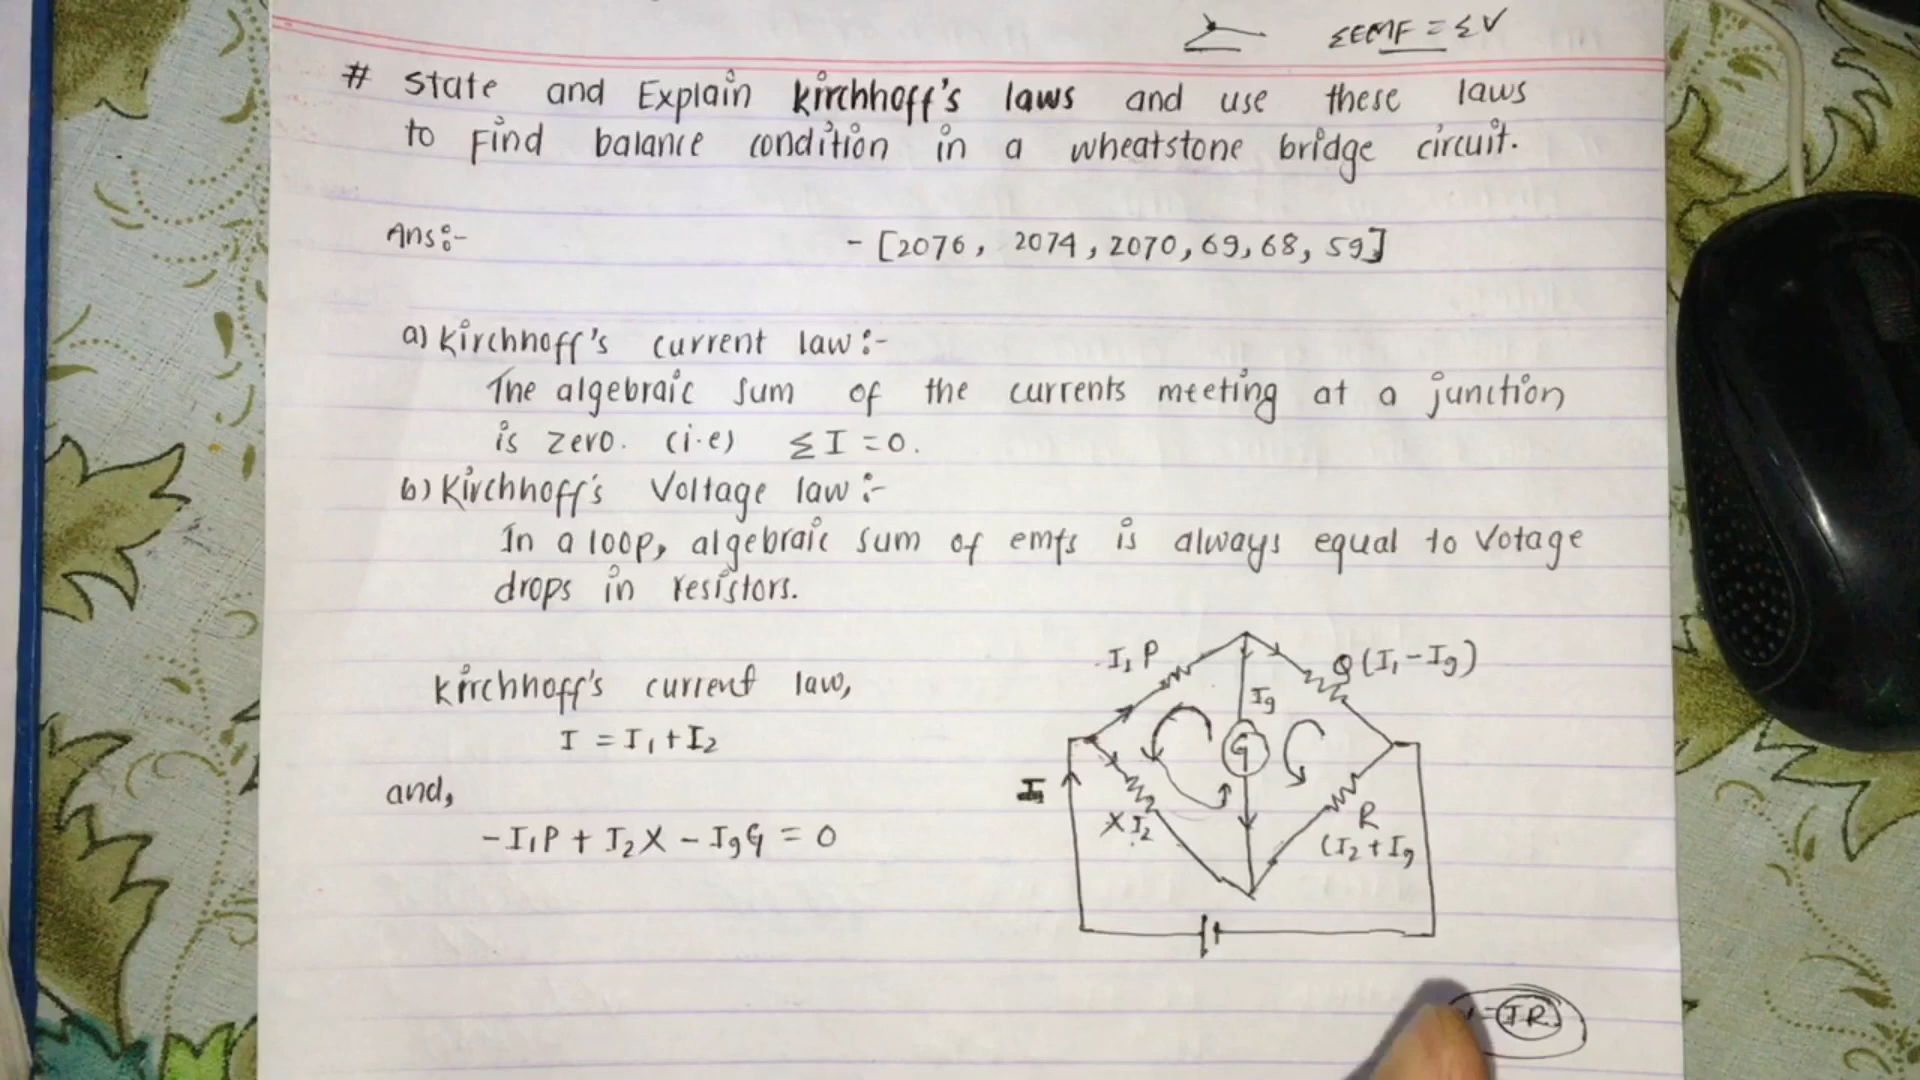 ΣEMF = ΣV
# State and Explain Kirchhoff's laws and use these laws
to Find balance condition in a wheatstone bridge circuit.
Ans:-
- [2076, 2074, 2070, 69, 68, 59]
a) Kirchhoff's current law:-
The algebraic sum of the currents meeting at a junction
is zero. (i.e) ΣI = 0.
b) Kirchhoff's Voltage law:-
In a loop, algebraic sum of emfs is always equal to Votage
drops in resistors.
Kirchhoff's current law,
I = I₁ + I₂
and,
-I₁P + I₂X - IgG = 0
I₁ P
Q (I₁ - Ig)
Ig
G
I
X I₂
R
(I₂ + Ig
= IR